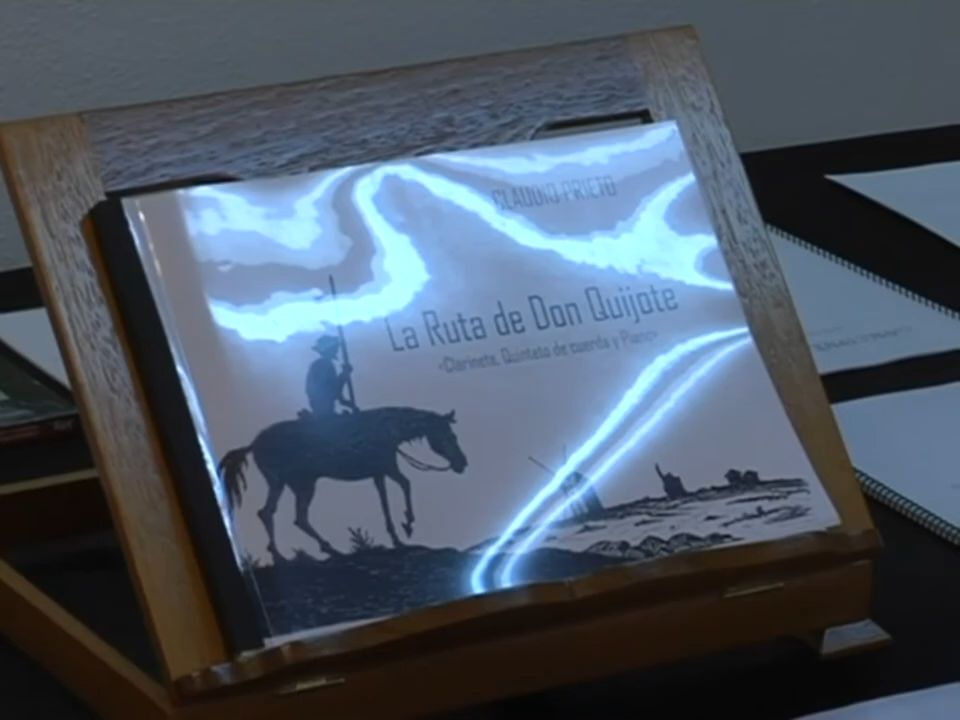 CLAUDIO PRIETO
La Ruta de Don Quijote
<Clarinete, Quinteto de cuerda y Piano>